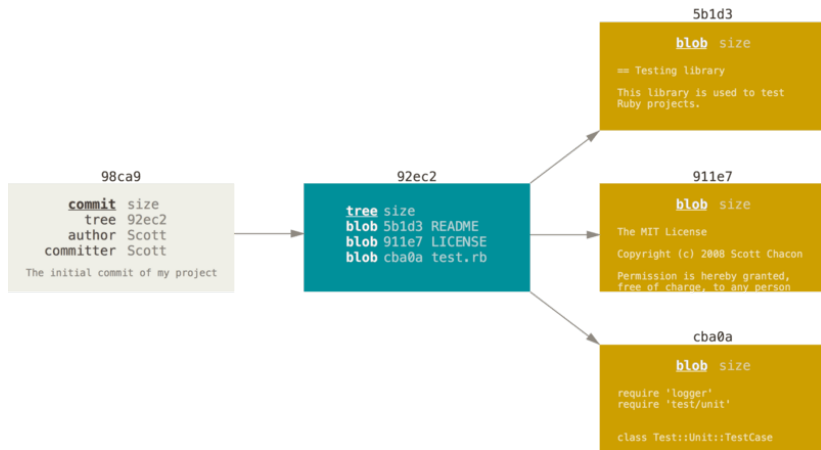 98ca9
commit size
tree 92ec2
author Scott
committer Scott
The initial commit of my project
92ec2
tree size
blob 5b1d3 README
blob 911e7 LICENSE
blob cba0a test.rb
5b1d3
blob size
== Testing library
This library is used to test
Ruby projects.
911e7
blob size
The MIT License
Copyright (c) 2008 Scott Chacon
Permission is hereby granted,
free of charge, to any person
cba0a
blob size
require 'logger'
require 'test/unit'
class Test::Unit::TestCase